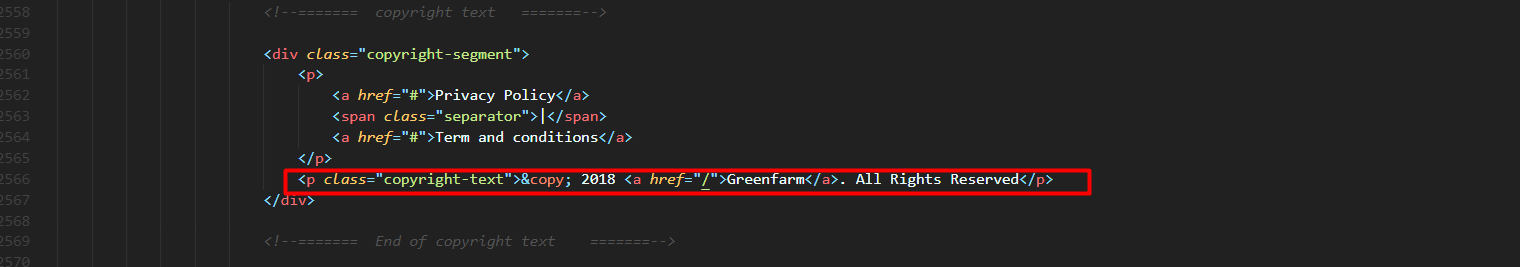 2558 <!--======= copyright text =======-->
2559
2560 <div class="copyright-segment">
2561 <p>
2562 <a href="#">Privacy Policy</a>
2563 <span class="separator">|</span>
2564 <a href="#">Term and conditions</a>
2565 </p>
2566 <p class="copyright-text">&copy; 2018 <a href="/">Greenfarm</a>. All Rights Reserved</p>
2567 </div>
2568
2569 <!--======= End of copyright text =======-->
2570